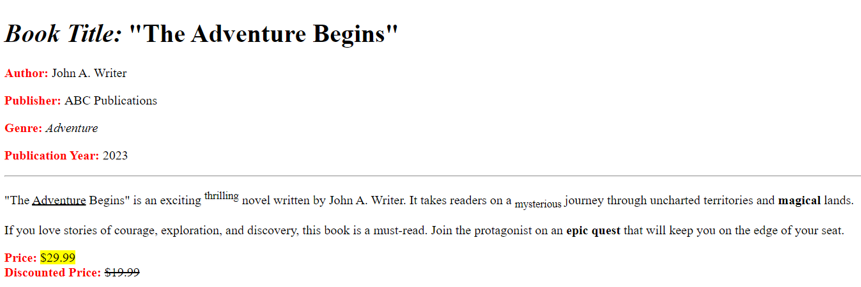 Book Title: "The Adventure Begins"
Author: John A. Writer
Publisher: ABC Publications
Genre: Adventure
Publication Year: 2023
"The Adventure Begins" is an exciting thrilling novel written by John A. Writer. It takes readers on a mysterious journey through uncharted territories and magical lands.
If you love stories of courage, exploration, and discovery, this book is a must-read. Join the protagonist on an epic quest that will keep you on the edge of your seat.
Price: $29.99
Discounted Price: $19.99